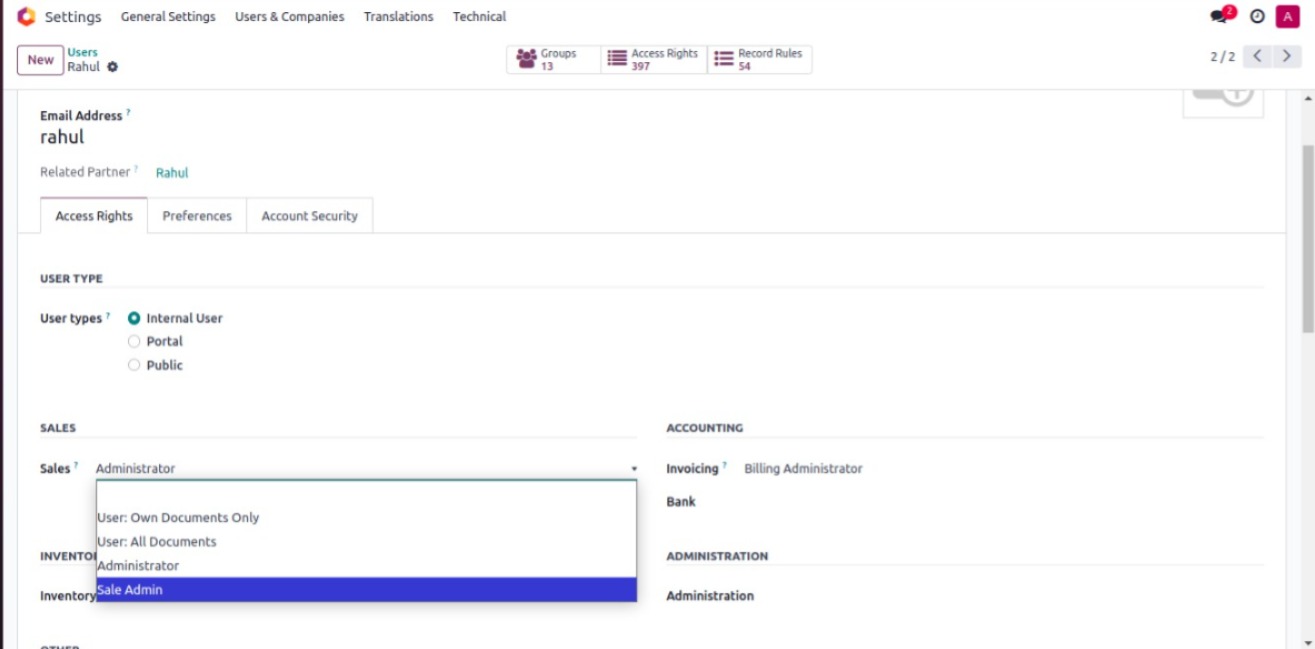 Settings General Settings Users & Companies Translations Technical 2 A
New Users Groups Access Rights Record Rules 2 / 2
Rahul 13 397 54
Email Address ?
rahul
Related Partner ? Rahul
Access Rights Preferences Account Security
USER TYPE
User types ? Internal User
Portal
Public
SALES ACCOUNTING
Sales ? Administrator Invoicing ? Billing Administrator
Bank
User: Own Documents Only
User: All Documents
INVENTO ADMINISTRATION
Administrator
Sale Admin
Inventory Administration
OTHER